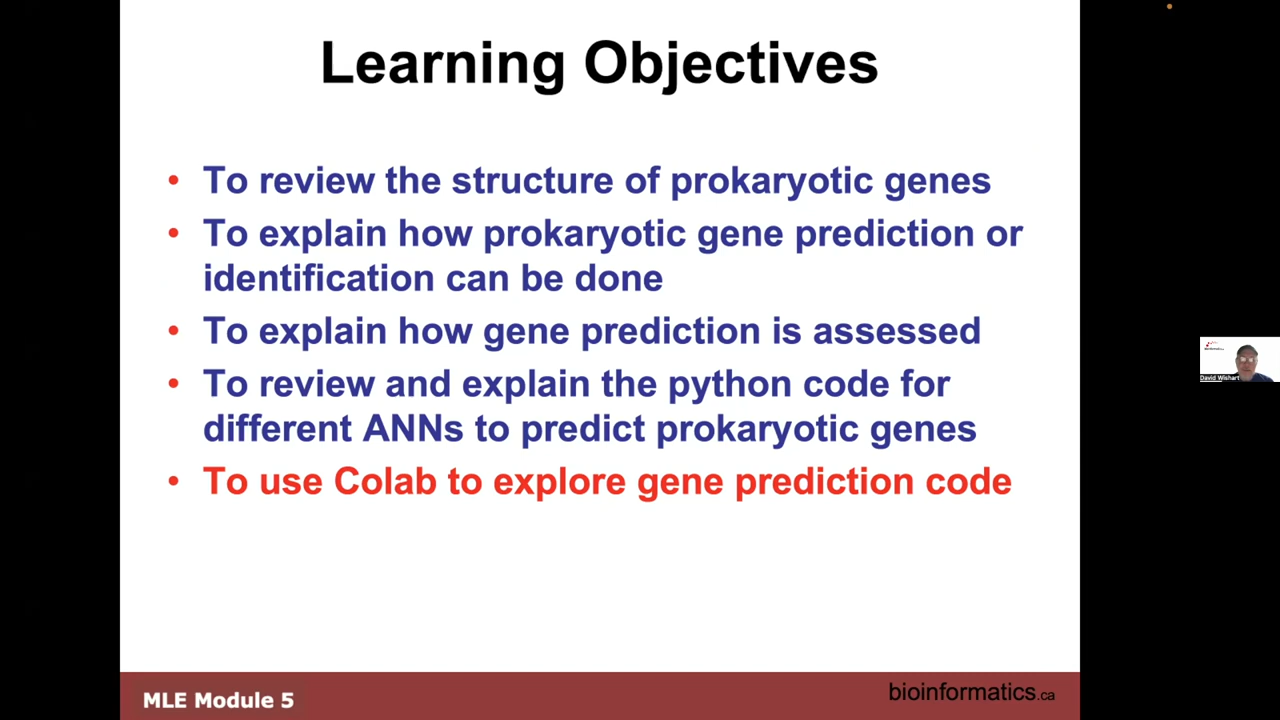 Learning Objectives
• To review the structure of prokaryotic genes
• To explain how prokaryotic gene prediction or
identification can be done
• To explain how gene prediction is assessed
• To review and explain the python code for
different ANNs to predict prokaryotic genes
• To use Colab to explore gene prediction code
David Wishart
MLE Module 5
bioinformatics.ca